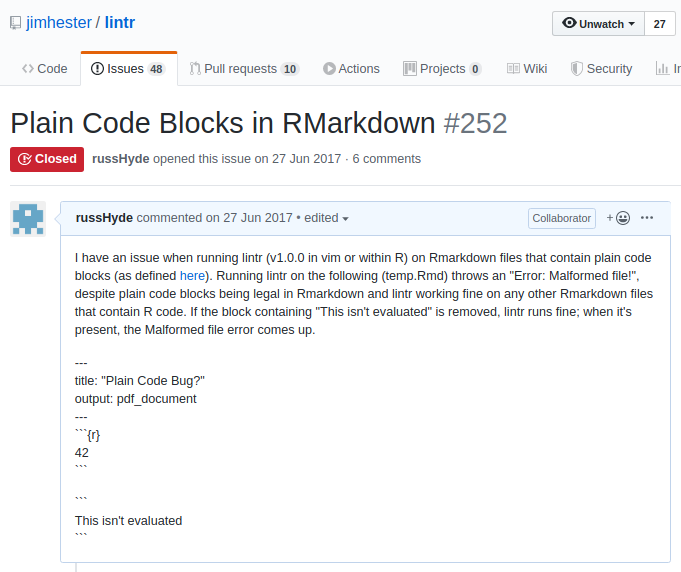 jimhester / lintr
Unwatch 27
Code Issues 48 Pull requests 10 Actions Projects 0 Wiki Security In
Plain Code Blocks in RMarkdown #252
Closed russHyde opened this issue on 27 Jun 2017 · 6 comments
russHyde commented on 27 Jun 2017 • edited Collaborator
I have an issue when running lintr (v1.0.0 in vim or within R) on Rmarkdown files that contain plain code
blocks (as defined here). Running lintr on the following (temp.Rmd) throws an "Error: Malformed file!",
despite plain code blocks being legal in Rmarkdown and lintr working fine on any other Rmarkdown files
that contain R code. If the block containing "This isn't evaluated" is removed, lintr runs fine; when it's
present, the Malformed file error comes up.
---
title: "Plain Code Bug?"
output: pdf_document
---
```{r}
42
```
```
This isn't evaluated
```